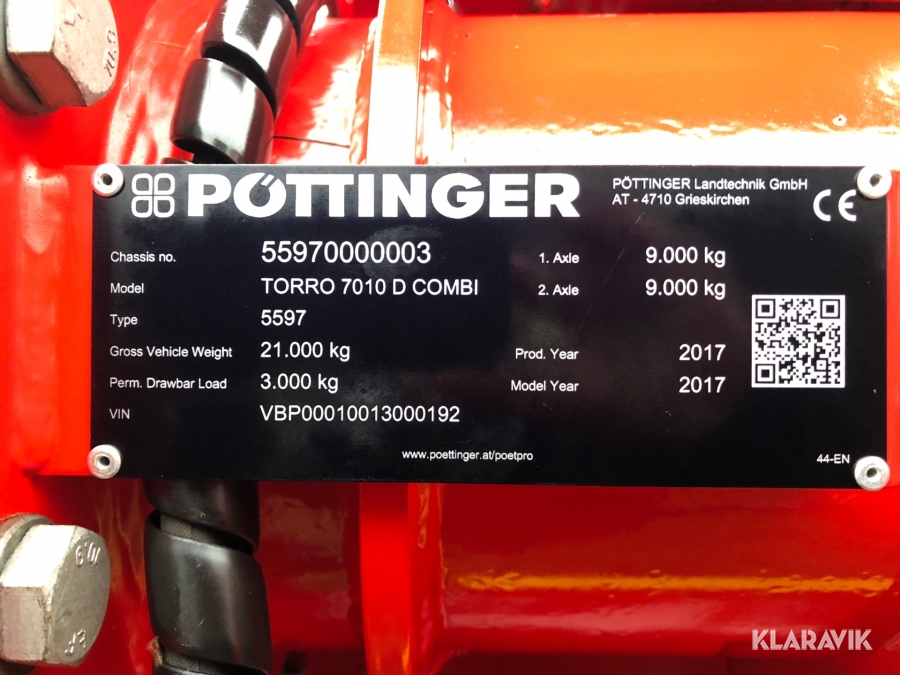 PÖTTINGER
PÖTTINGER Landtechnik GmbH
AT - 4710 Grieskirchen
CE
Chassis no. 55970000003 1. Axle 9.000 kg
Model TORRO 7010 D COMBI 2. Axle 9.000 kg
Type 5597
Gross Vehicle Weight 21.000 kg Prod. Year 2017
Perm. Drawbar Load 3.000 kg Model Year 2017
VIN VBP00010013000192
www.poettinger.at/poetpro
44-EN
KLARAVIK